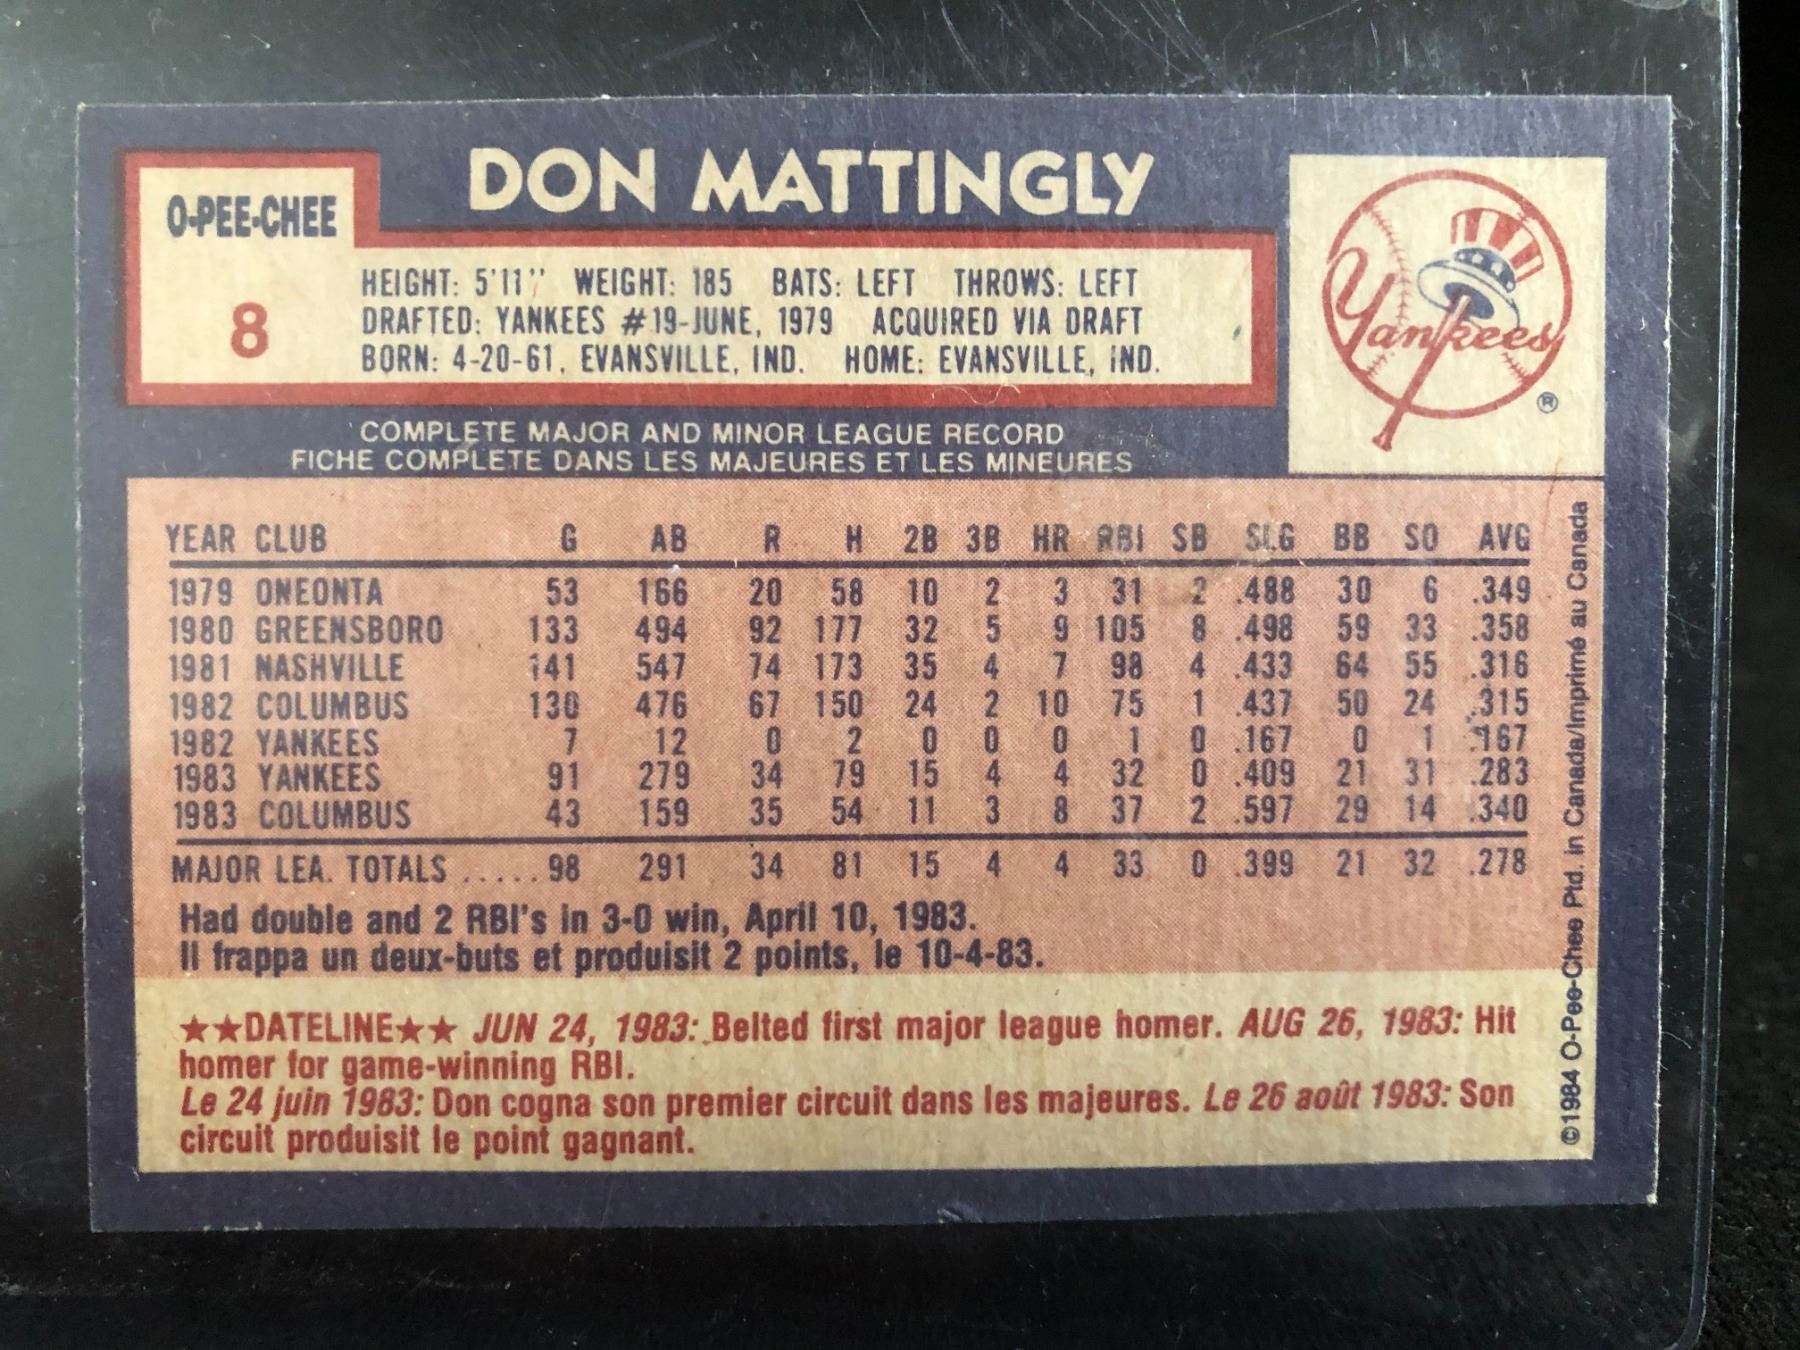 DON MATTINGLY
O-PEE-CHEE
8
HEIGHT: 5'11" WEIGHT: 185 BATS: LEFT THROWS: LEFT
DRAFTED: YANKEES #19-JUNE, 1979 ACQUIRED VIA DRAFT
BORN: 4-20-61, EVANSVILLE, IND. HOME: EVANSVILLE, IND.
Yankees
®
COMPLETE MAJOR AND MINOR LEAGUE RECORD
FICHE COMPLETE DANS LES MAJEURES ET LES MINEURES
YEAR CLUB G AB R H 2B 3B HR RBI SB SLG BB SO AVG
1979 ONEONTA 53 166 20 58 10 2 3 31 2 .488 30 6 .349
1980 GREENSBORO 133 494 92 177 32 5 9 105 8 .498 59 33 .358
1981 NASHVILLE 141 547 74 173 35 4 7 98 4 .433 64 55 .316
1982 COLUMBUS 130 476 67 150 24 2 10 75 1 .437 50 24 .315
1982 YANKEES 7 12 0 2 0 0 0 1 0 .167 0 1 .167
1983 YANKEES 91 279 34 79 15 4 4 32 0 .409 21 31 .283
1983 COLUMBUS 43 159 35 54 11 3 8 37 2 .597 29 14 .340
MAJOR LEA. TOTALS ..... 98 291 34 81 15 4 4 33 0 .399 21 32 .278
Had double and 2 RBI's in 3-0 win, April 10, 1983.
Il frappa un deux-buts et produisit 2 points, le 10-4-83.
★★DATELINE★★ JUN 24, 1983: Belted first major league homer. AUG 26, 1983: Hit
homer for game-winning RBI.
Le 24 juin 1983: Don cogna son premier circuit dans les majeures. Le 26 août 1983: Son
circuit produisit le point gagnant.
©1984 O-Pee-Chee Ptd. in Canada/Imprimé au Canada